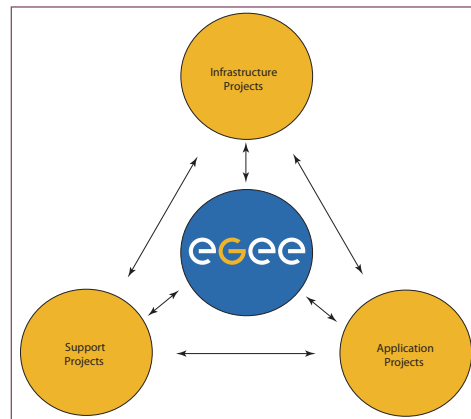 Infrastructure
Projects
eGee
Support
Projects
Application
Projects